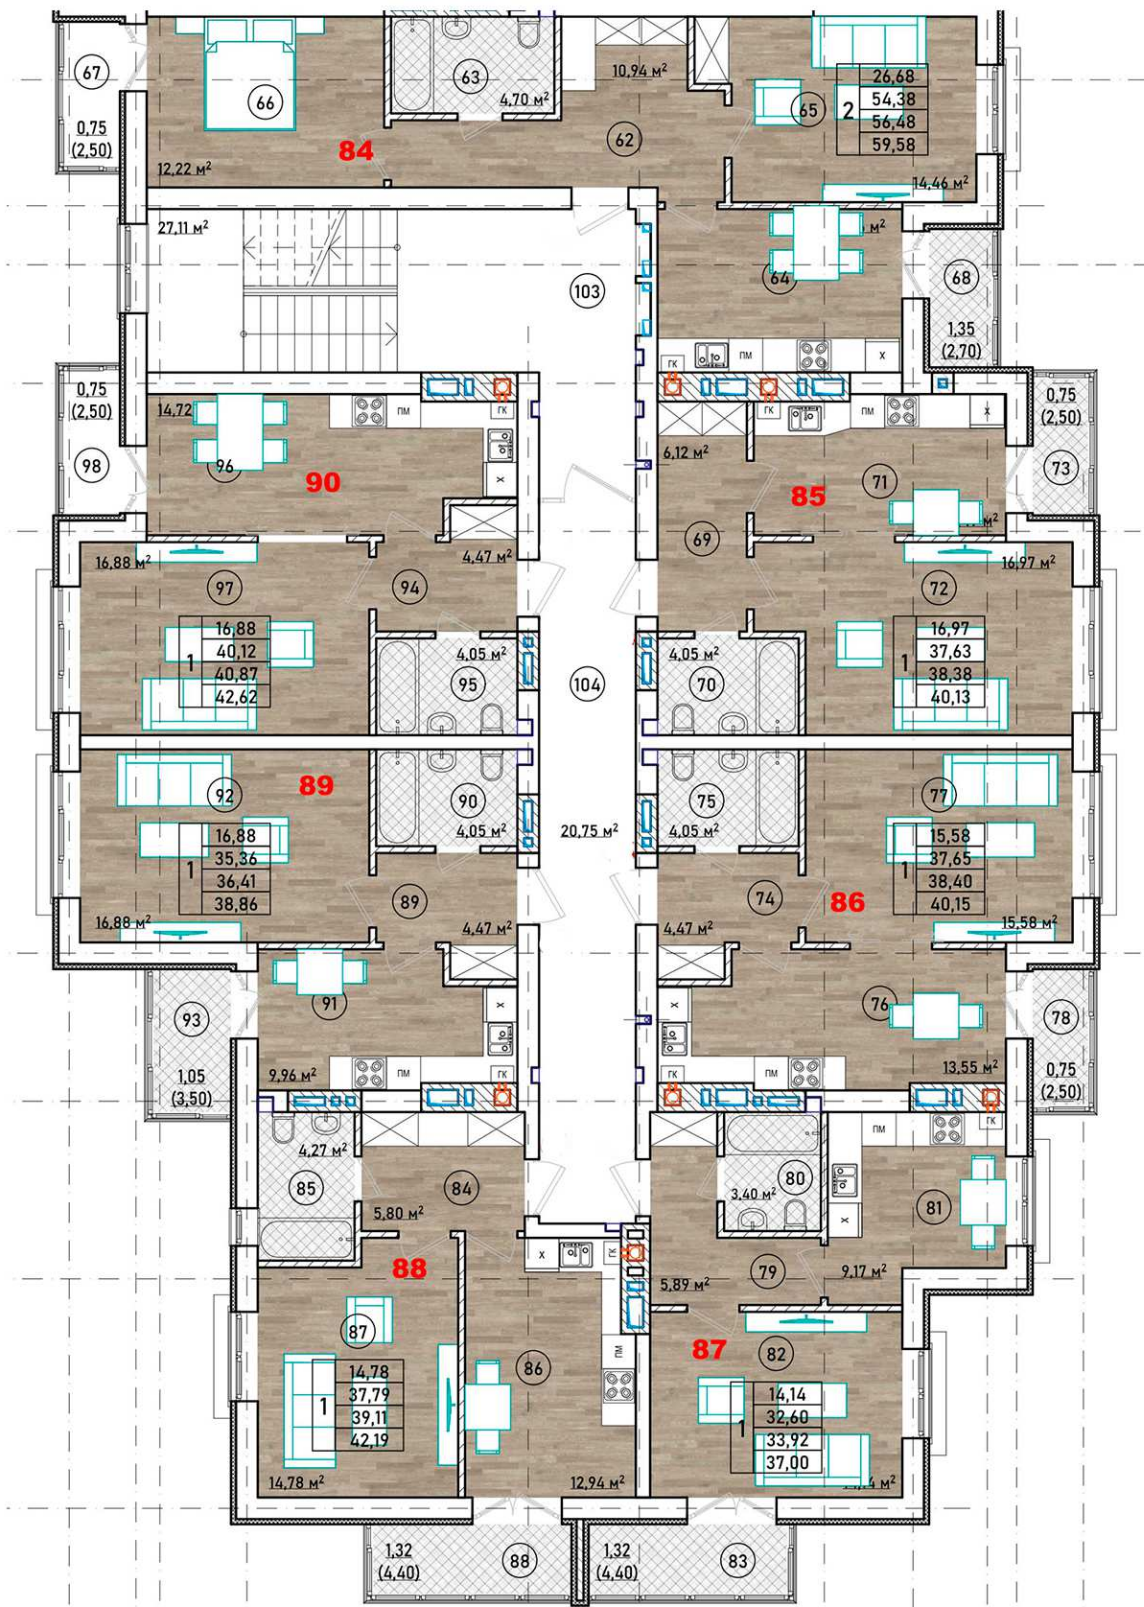 67
0,75
(2,50)
66
12,22 м²
84
63
4,70 м²
10,94 м²
62
65
2
26,68
54,38
56,48
59,58
14,46 м²
27,11 м²
103
64
68
1,35
(2,70)
ГК
ПМ
Х
0,75
(2,50)
98
14,72
96
ПМ
ГК
Х
90
6,12 м²
ГК
ПМ
Х
71
85
69
0,75
(2,50)
73
16,88 м²
97
94
4,47 м²
1
16,88
40,12
40,87
42,62
4,05 м²
95
104
4,05 м²
70
16,97 м²
72
1
16,97
37,63
38,38
40,13
92
89
1
16,88
35,36
36,41
38,86
16,88 м²
90
4,05 м²
89
4,47 м²
20,75 м²
75
4,05 м²
74
4,47 м²
86
77
1
15,58
37,65
38,40
40,15
15,58 м²
93
1,05
(3,50)
91
9,96 м²
ПМ
Х
ГК
Х
ГК
ПМ
76
13,55 м²
78
0,75
(2,50)
4,27 м²
85
84
5,80 м²
88
Х
ГК
ПМ
87
1
14,78
37,79
39,11
42,19
14,78 м²
86
12,94 м²
80
3,40 м²
ПМ
ГК
Х
81
9,17 м²
79
5,89 м²
87
82
1
14,14
32,60
33,92
37,00
1,32
(4,40)
88
1,32
(4,40)
83